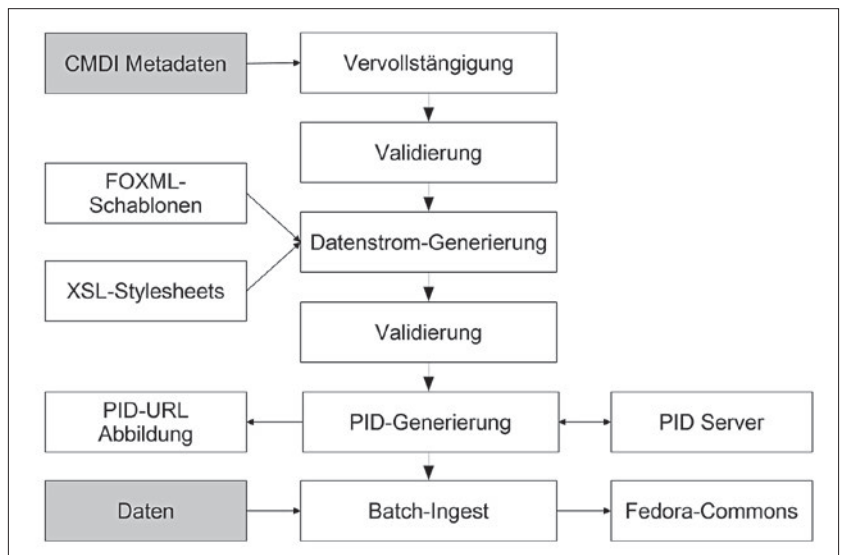 CMDI Metadaten
Vervollstängigung
Validierung
FOXML-
Schablonen
Datenstrom-Generierung
XSL-Stylesheets
Validierung
PID-URL
Abbildung
PID-Generierung
PID Server
Daten
Batch-Ingest
Fedora-Commons